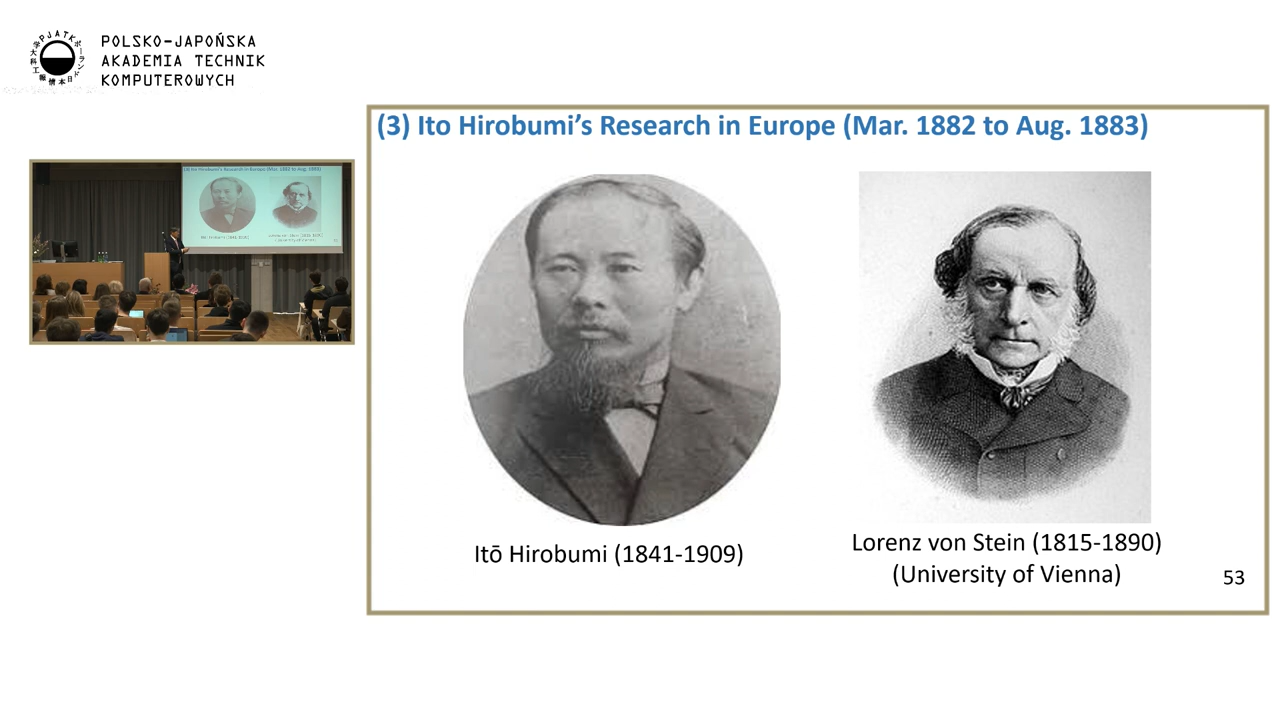 POLSKO-JAPOŃSKA
AKADEMIA TECHNIK
KOMPUTEROWYCH
(3) Ito Hirobumi’s Research in Europe (Mar. 1882 to Aug. 1883)
Itō Hirobumi (1841-1909)
Lorenz von Stein (1815-1890)
(University of Vienna)
53